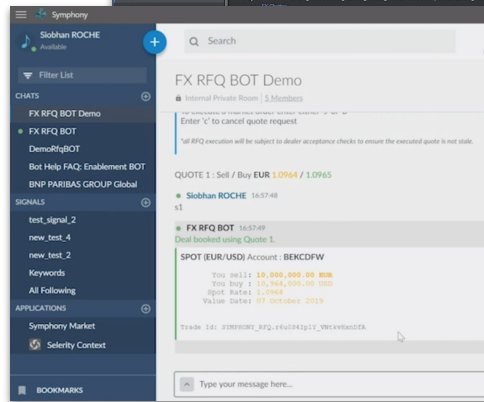 Symphony
Siobhan ROCHE
Available
Search
Filter List
CHATS
FX RFQ BOT Demo
FX RFQ BOT
DemoRfqBOT
Bot Help FAQ: Enablement BOT
BNP PARIBAS GROUP Global
SIGNALS
test_signal_2
new_test_4
new_test_2
Keywords
All Following
APPLICATIONS
Symphony Market
Selerity Context
BOOKMARKS
FX RFQ BOT Demo
Internal Private Room | 5 Members
Enter 'c' to cancel quote request
*all RFQ execution will be subject to dealer acceptance checks to ensure the executed quote is not stale.
QUOTE 1 : Sell / Buy EUR 1.0964 / 1.0965
Siobhan ROCHE 16:57:48
s1
FX RFQ BOT 16:57:49
Deal booked using Quote 1.
SPOT (EUR/USD) Account : BEKCDFW
You sell: 10,000,000.00 EUR
You buy : 10,964,000.00 USD
Spot Rate: 1.0964
Value Date: 07 October 2019
Trade Id:
Type your message here...